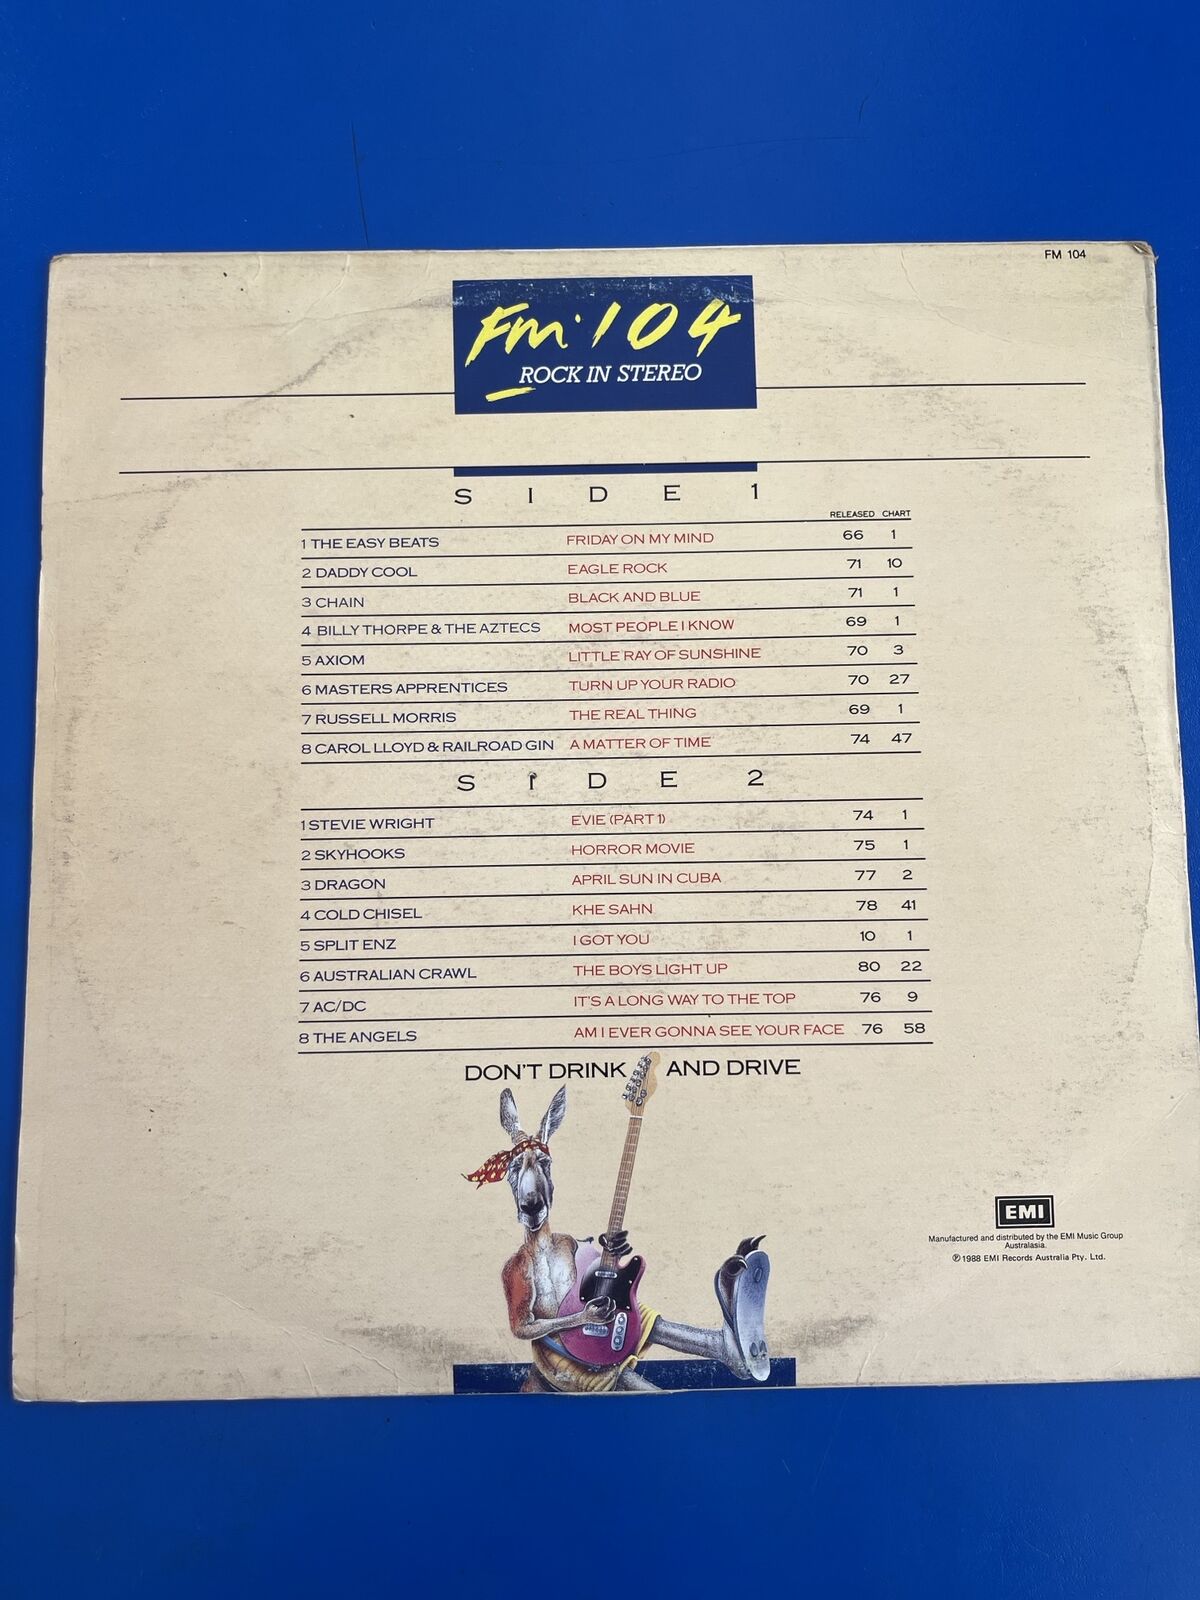 FM 104
Fm·104
ROCK IN STEREO
SIDE 1
RELEASED CHART
1 THE EASY BEATS FRIDAY ON MY MIND 66 1
2 DADDY COOL EAGLE ROCK 71 10
3 CHAIN BLACK AND BLUE 71 1
4 BILLY THORPE & THE AZTECS MOST PEOPLE I KNOW 69 1
5 AXIOM LITTLE RAY OF SUNSHINE 70 3
6 MASTERS APPRENTICES TURN UP YOUR RADIO 70 27
7 RUSSELL MORRIS THE REAL THING 69 1
8 CAROL LLOYD & RAILROAD GIN A MATTER OF TIME 74 47
SIDE 2
1 STEVIE WRIGHT EVIE (PART 1) 74 1
2 SKYHOOKS HORROR MOVIE 75 1
3 DRAGON APRIL SUN IN CUBA 77 2
4 COLD CHISEL KHE SAHN 78 41
5 SPLIT ENZ I GOT YOU 10 1
6 AUSTRALIAN CRAWL THE BOYS LIGHT UP 80 22
7 AC/DC IT'S A LONG WAY TO THE TOP 76 9
8 THE ANGELS AM I EVER GONNA SEE YOUR FACE 76 58
DON'T DRINK AND DRIVE
EMI
Manufactured and distributed by the EMI Music Group
Australasia.
℗ 1988 EMI Records Australia Pty. Ltd.